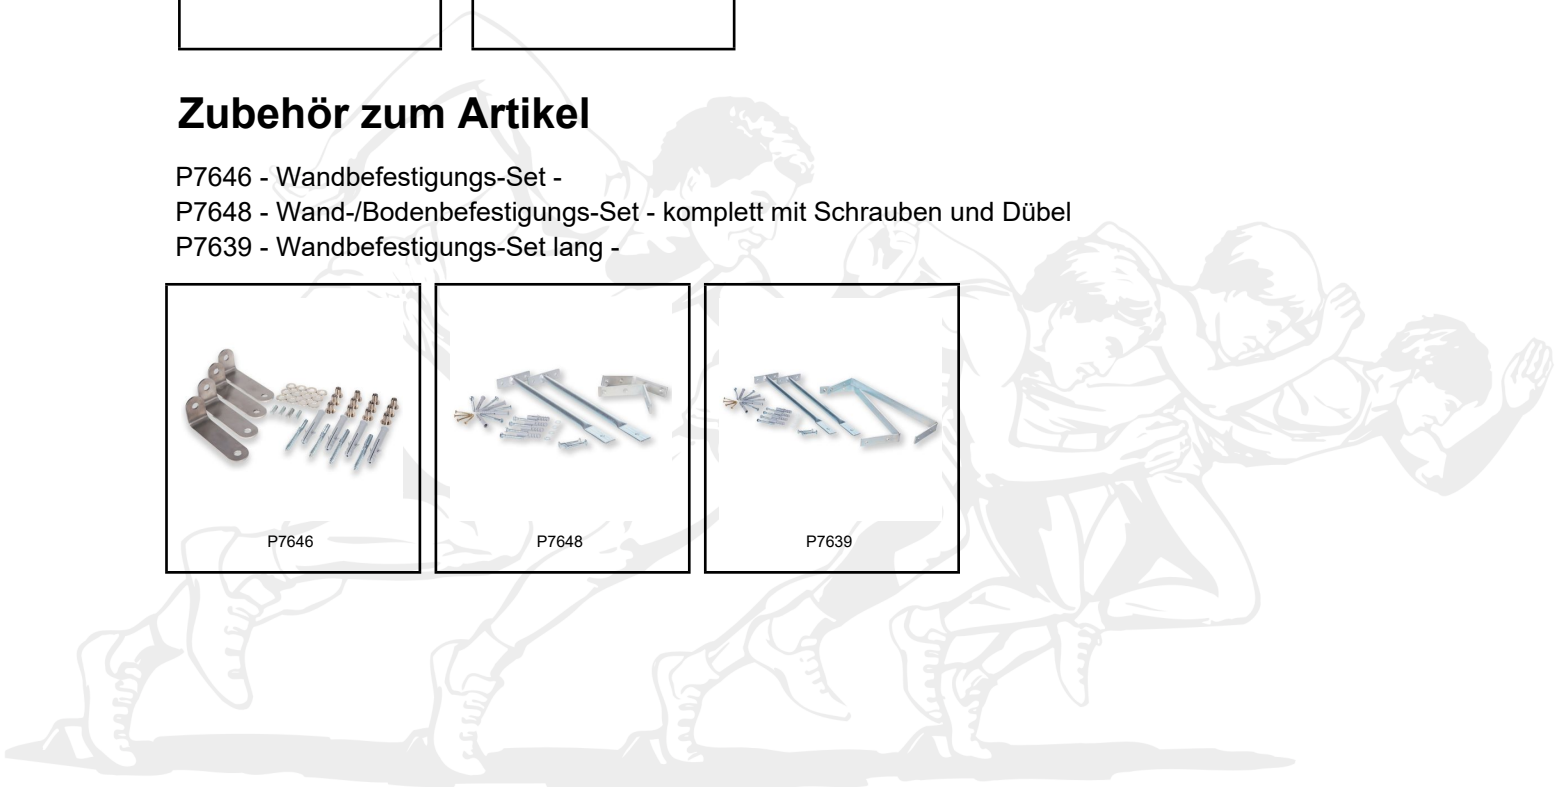 Zubehör zum Artikel
P7646 - Wandbefestigungs-Set -
P7648 - Wand-/Bodenbefestigungs-Set - komplett mit Schrauben und Dübel
P7639 - Wandbefestigungs-Set lang -
P7646
P7648
P7639